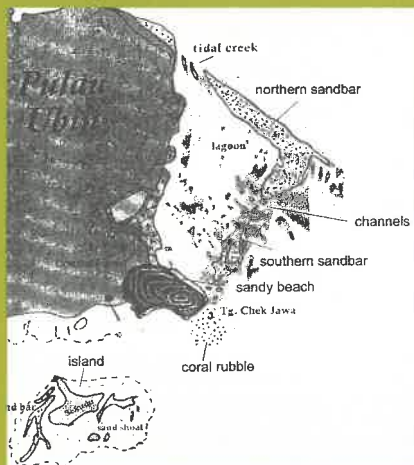 tidal creek
northern sandbar
Pulau
Ubin
lagoon
channels
southern sandbar
sandy beach
Tg. Chek Jawa
coral rubble
island
sand shoal